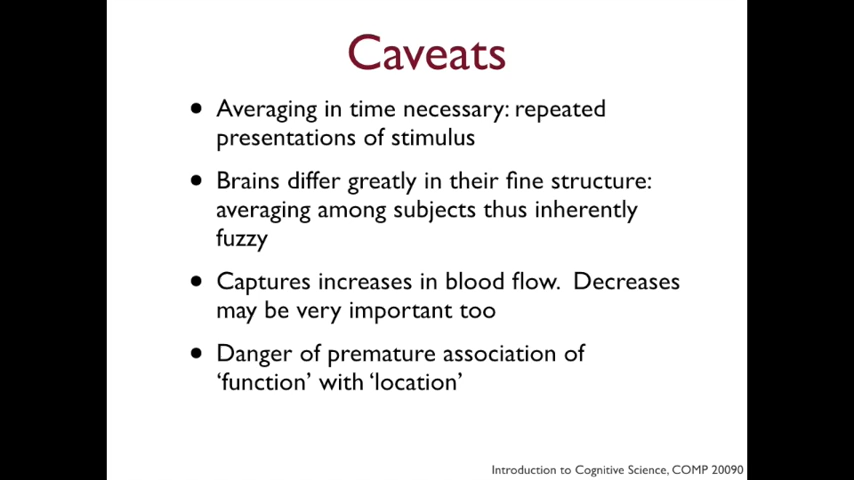 Caveats
• Averaging in time necessary: repeated
presentations of stimulus
• Brains differ greatly in their fine structure:
averaging among subjects thus inherently
fuzzy
• Captures increases in blood flow. Decreases
may be very important too
• Danger of premature association of
‘function’ with ‘location’
Introduction to Cognitive Science, COMP 20090